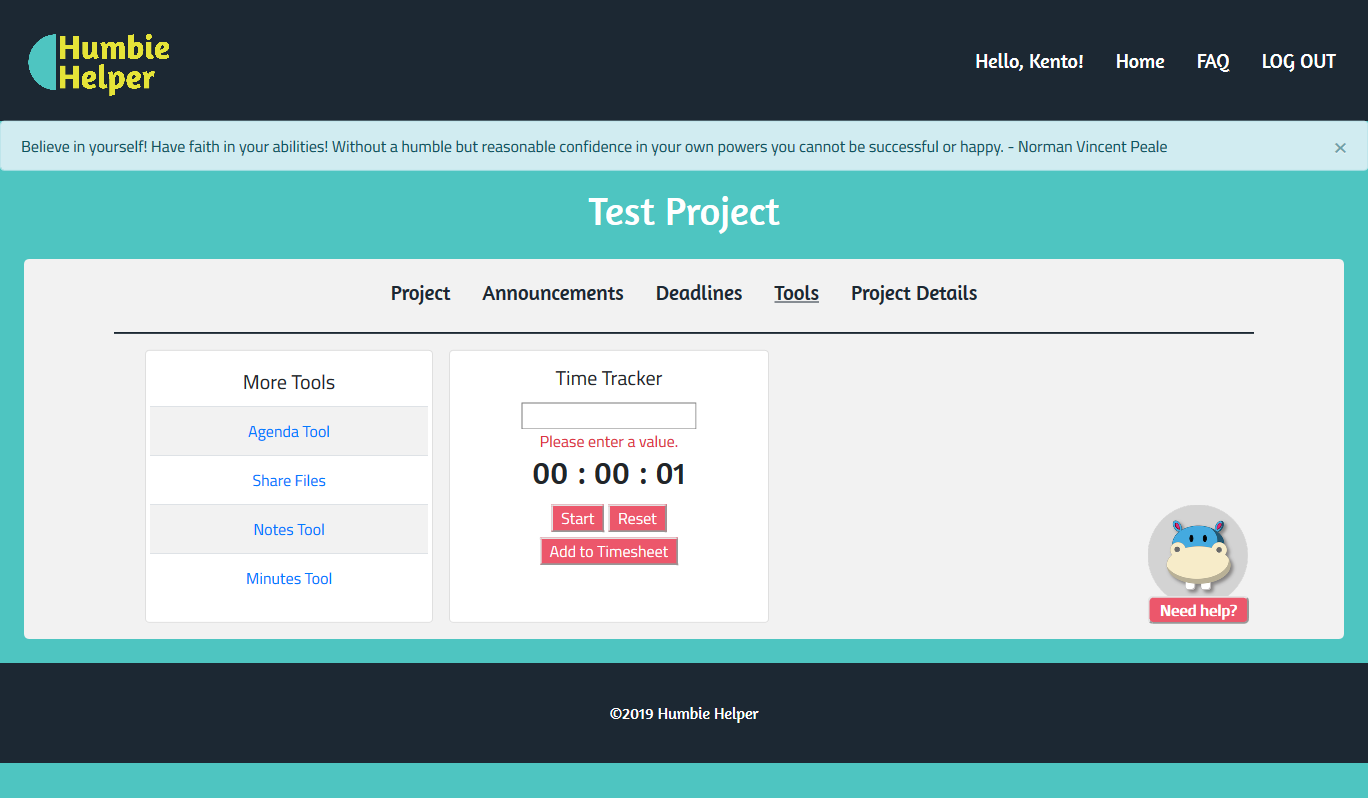 Humbie
Helper
Hello, Kento! Home FAQ LOG OUT
Believe in yourself! Have faith in your abilities! Without a humble but reasonable confidence in your own powers you cannot be successful or happy. - Norman Vincent Peale ×
Test Project
Project Announcements Deadlines Tools Project Details
More Tools
Agenda Tool
Share Files
Notes Tool
Minutes Tool
Time Tracker
Please enter a value.
00 : 00 : 01
Start Reset
Add to Timesheet
Need help?
©2019 Humbie Helper